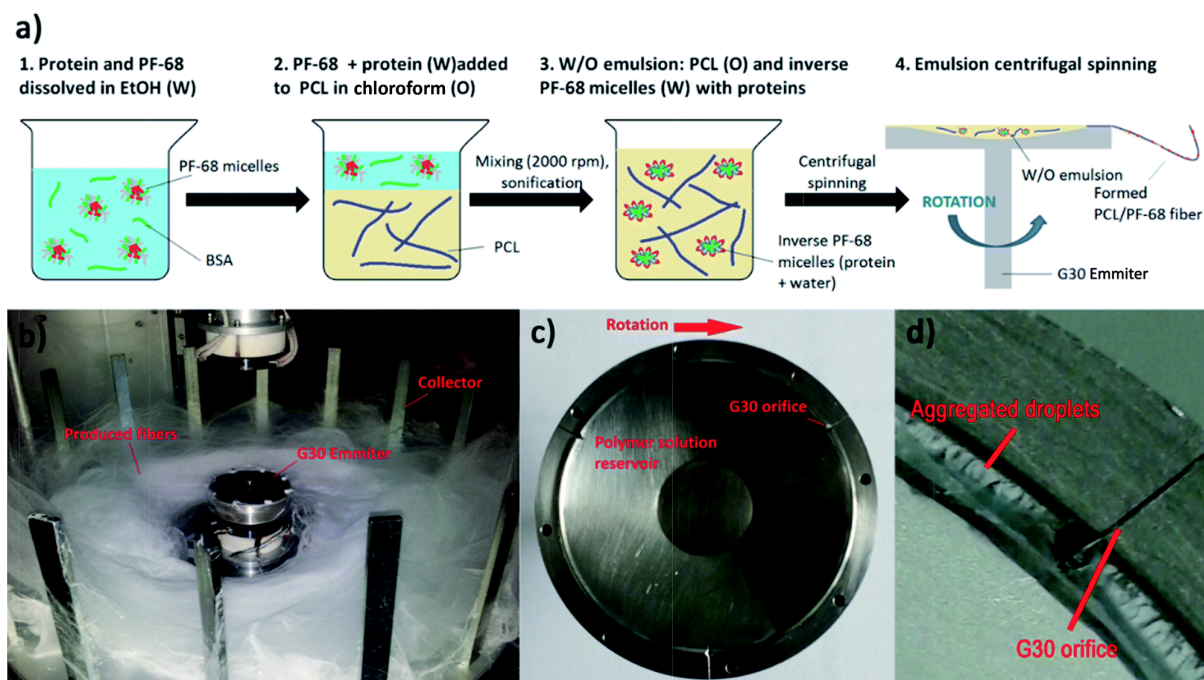 a)
1. Protein and PF-68
dissolved in EtOH (W)
2. PF-68 + protein (W)added
to PCL in chloroform (O)
3. W/O emulsion: PCL (O) and inverse
PF-68 micelles (W) with proteins
4. Emulsion centrifugal spinning
PF-68 micelles
BSA
PCL
Mixing (2000 rpm),
sonification
Centrifugal
spinning
Inverse PF-68
micelles (protein
+ water)
W/O emulsion
Formed
PCL/PF-68 fiber
ROTATION
G30 Emmiter
b)
Collector
Produced fibers
G30 Emmiter
Rotation
c)
G30 orifice
Polymer solution
reservoir
d)
Aggregated droplets
G30 orifice